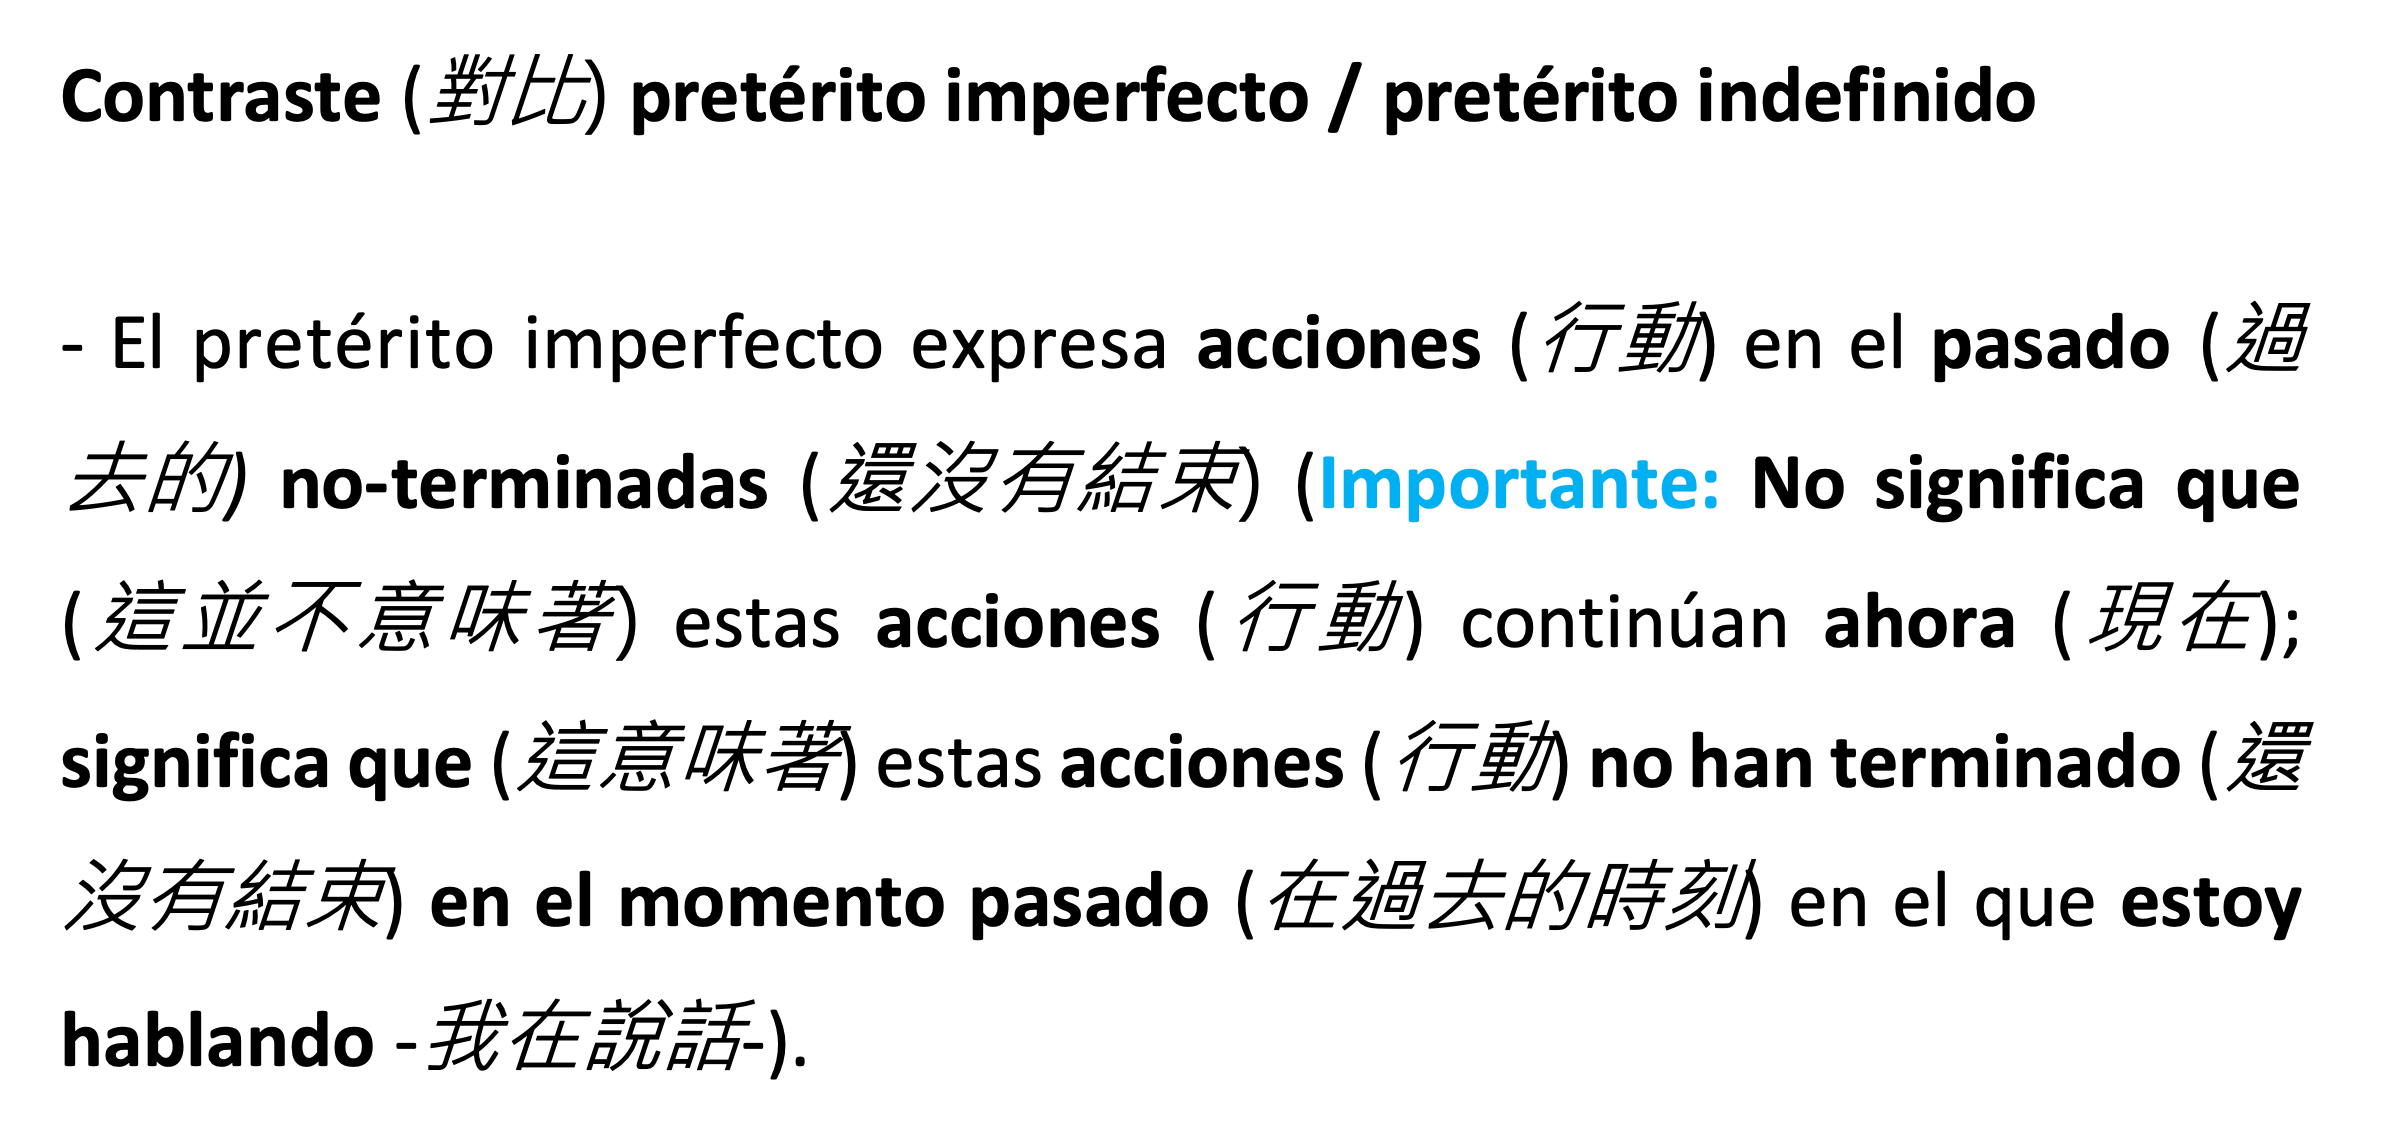 Contraste (對比) pretérito imperfecto / pretérito indefinido
- El pretérito imperfecto expresa acciones (行動) en el pasado (過
去的) no-terminadas (還沒有結束) (Importante: No significa que
(這並不意味著) estas acciones (行動) continúan ahora (現在);
significa que (這意味著) estas acciones (行動) no han terminado (還
沒有結束) en el momento pasado (在過去的時刻) en el que estoy
hablando -我在說話-).